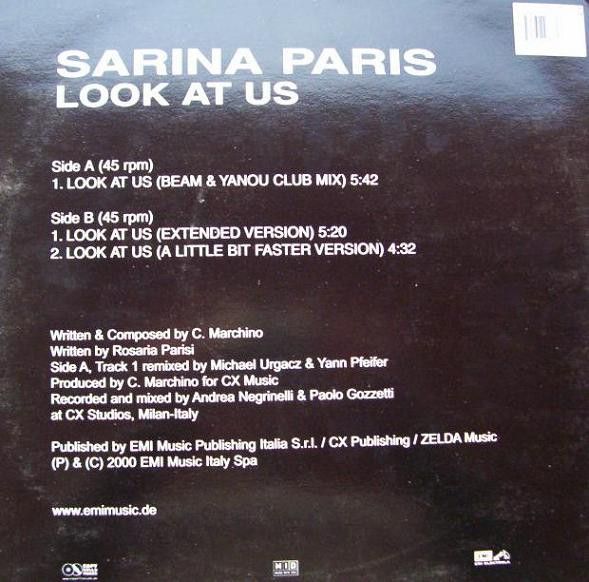 SARINA PARIS
LOOK AT US
Side A (45 rpm)
1. LOOK AT US (BEAM & YANOU CLUB MIX) 5:42
Side B (45 rpm)
1. LOOK AT US (EXTENDED VERSION) 5:20
2. LOOK AT US (A LITTLE BIT FASTER VERSION) 4:32
Written & Composed by C. Marchino
Written by Rosaria Parisi
Side A, Track 1 remixed by Michael Urgacz & Yann Pfeifer
Produced by C. Marchino for CX Music
Recorded and mixed by Andrea Negrinelli & Paolo Gozzetti
at CX Studios, Milan-Italy
Published by EMI Music Publishing Italia S.r.l. / CX Publishing / ZELDA Music
(P) & (C) 2000 EMI Music Italy Spa
www.emimusic.de
MID
EMI ELECTROLA